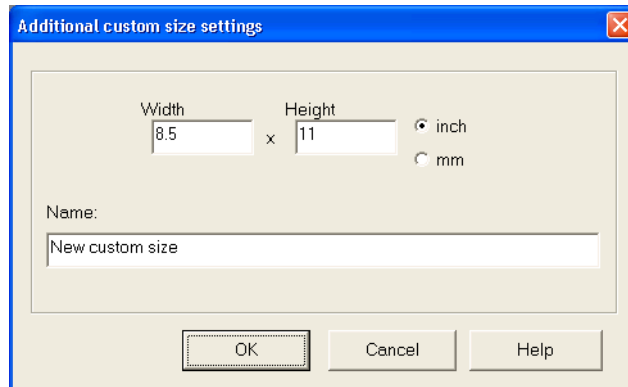 Additional custom size settings
Width Height
8.5 x 11
inch
mm
Name:
New custom size
OK Cancel Help